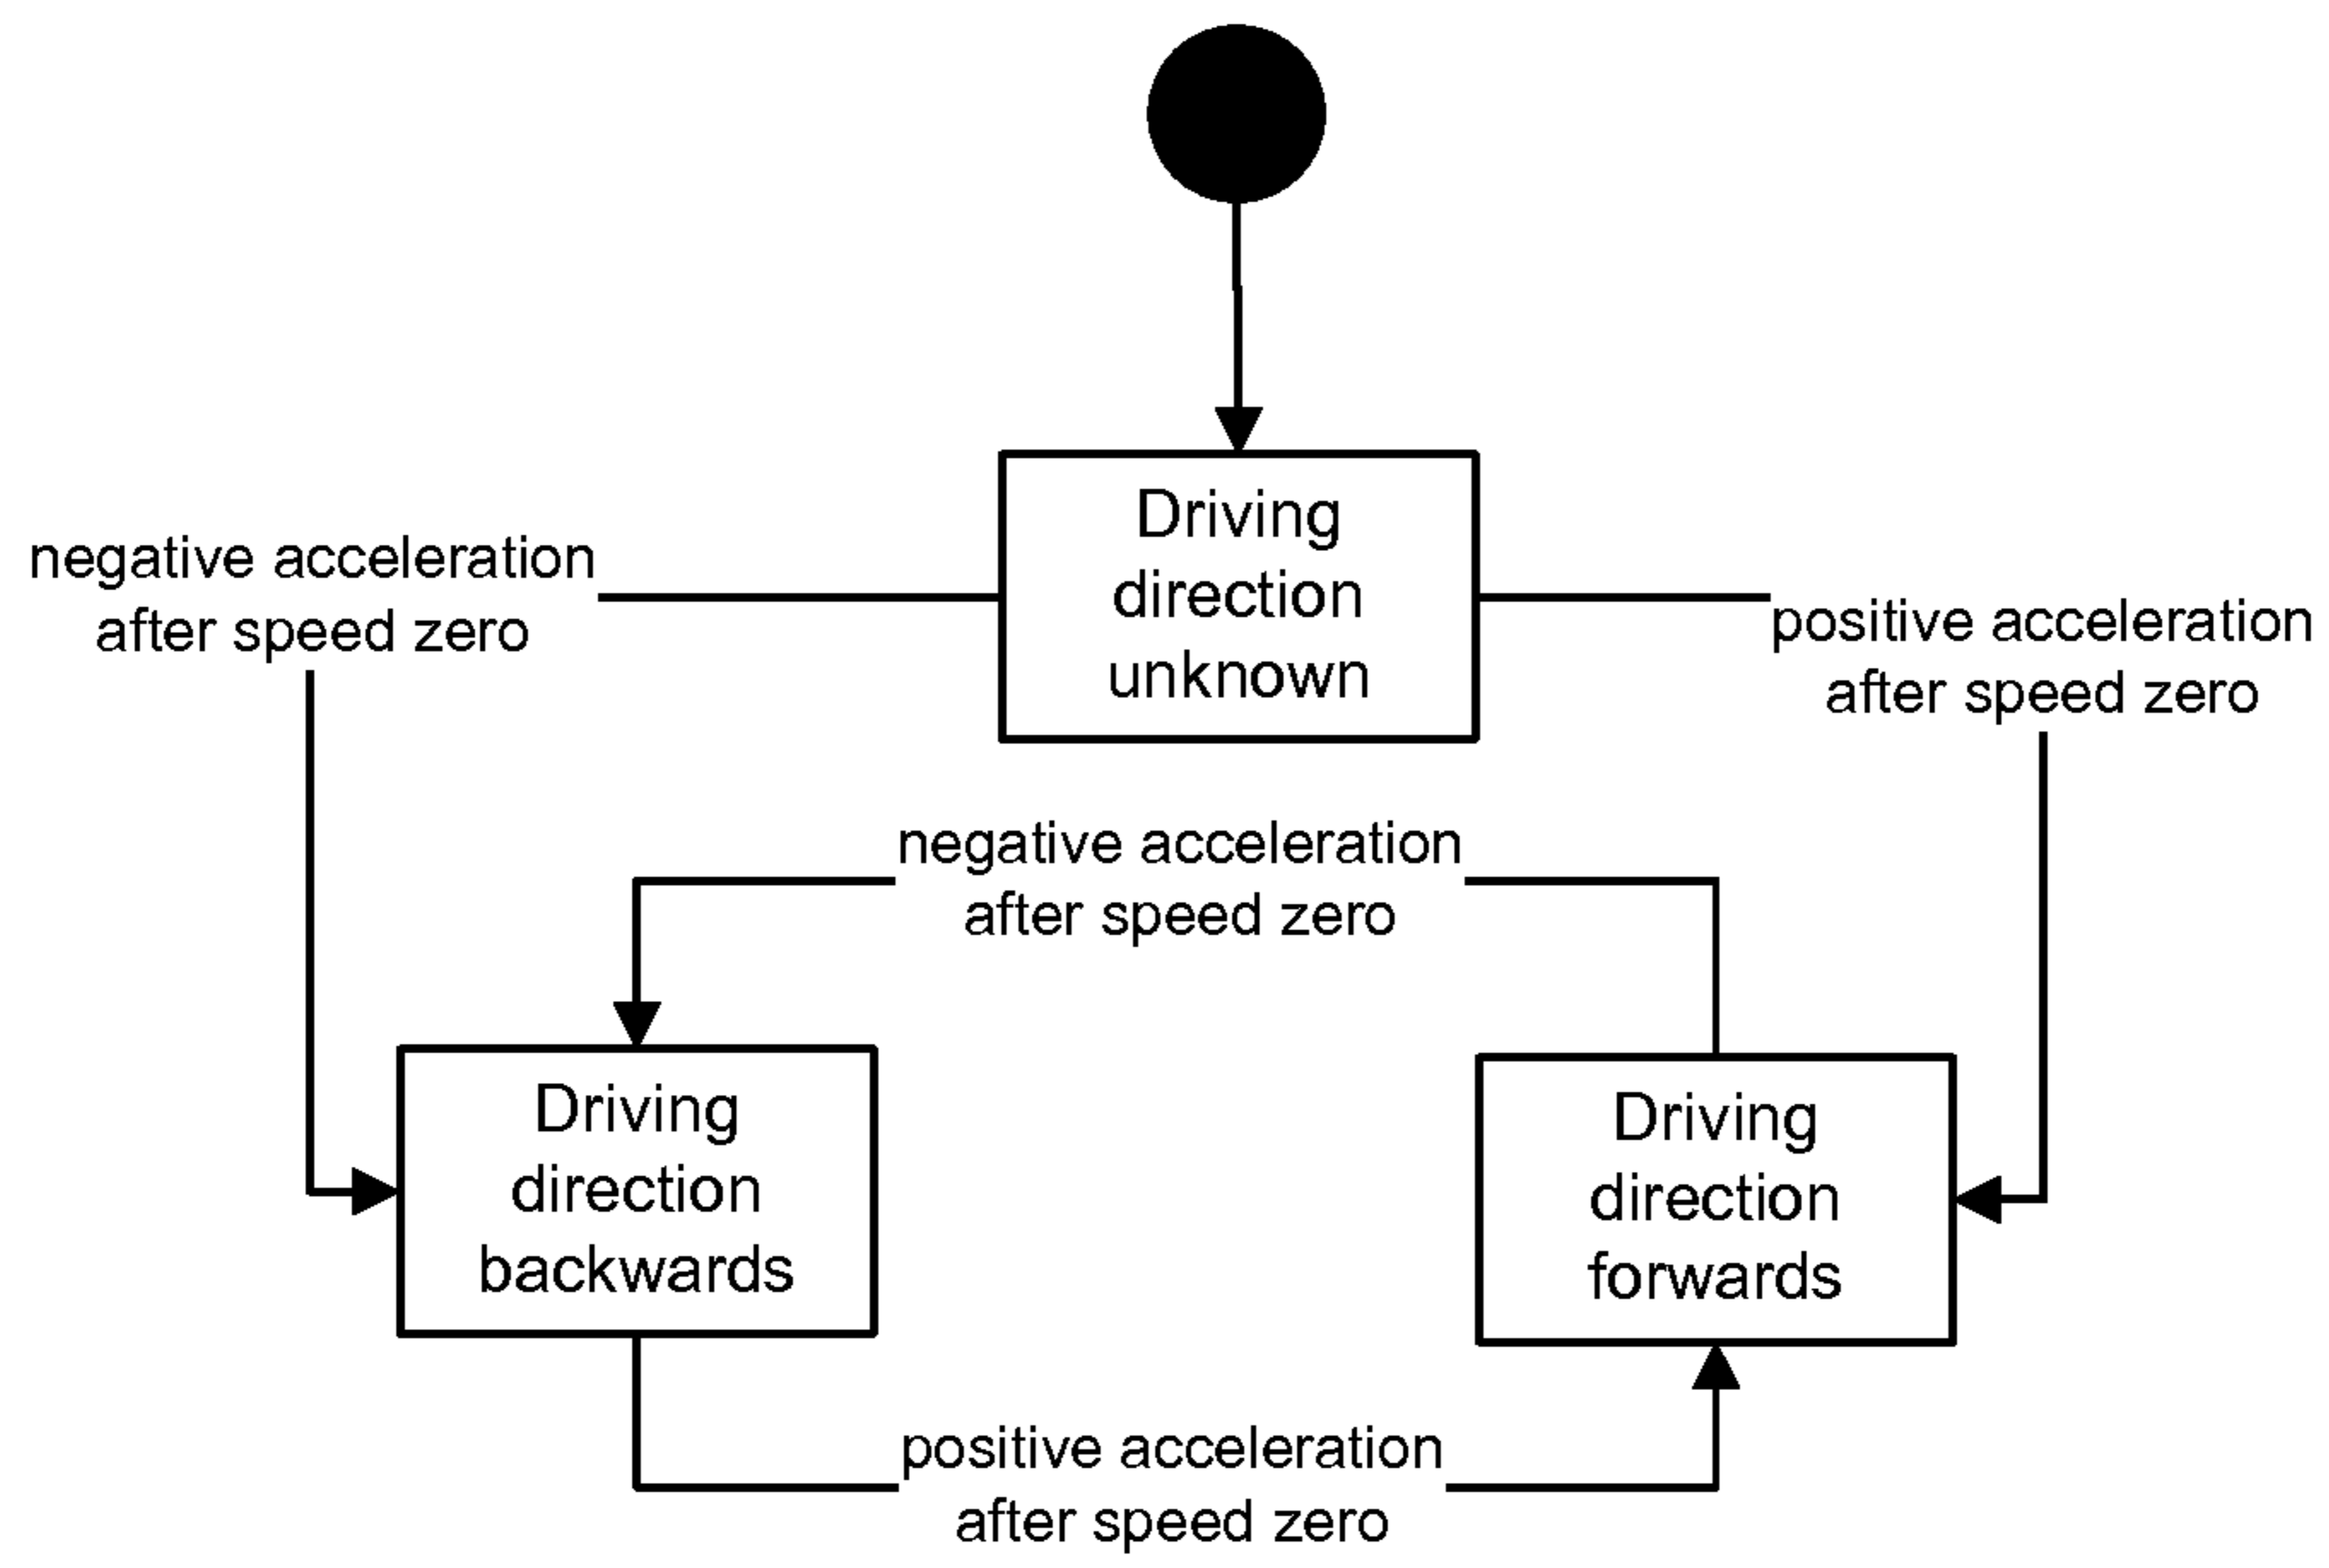 Driving
direction
unknown
negative acceleration
after speed zero
positive acceleration
after speed zero
negative acceleration
after speed zero
Driving
direction
backwards
Driving
direction
forwards
positive acceleration
after speed zero